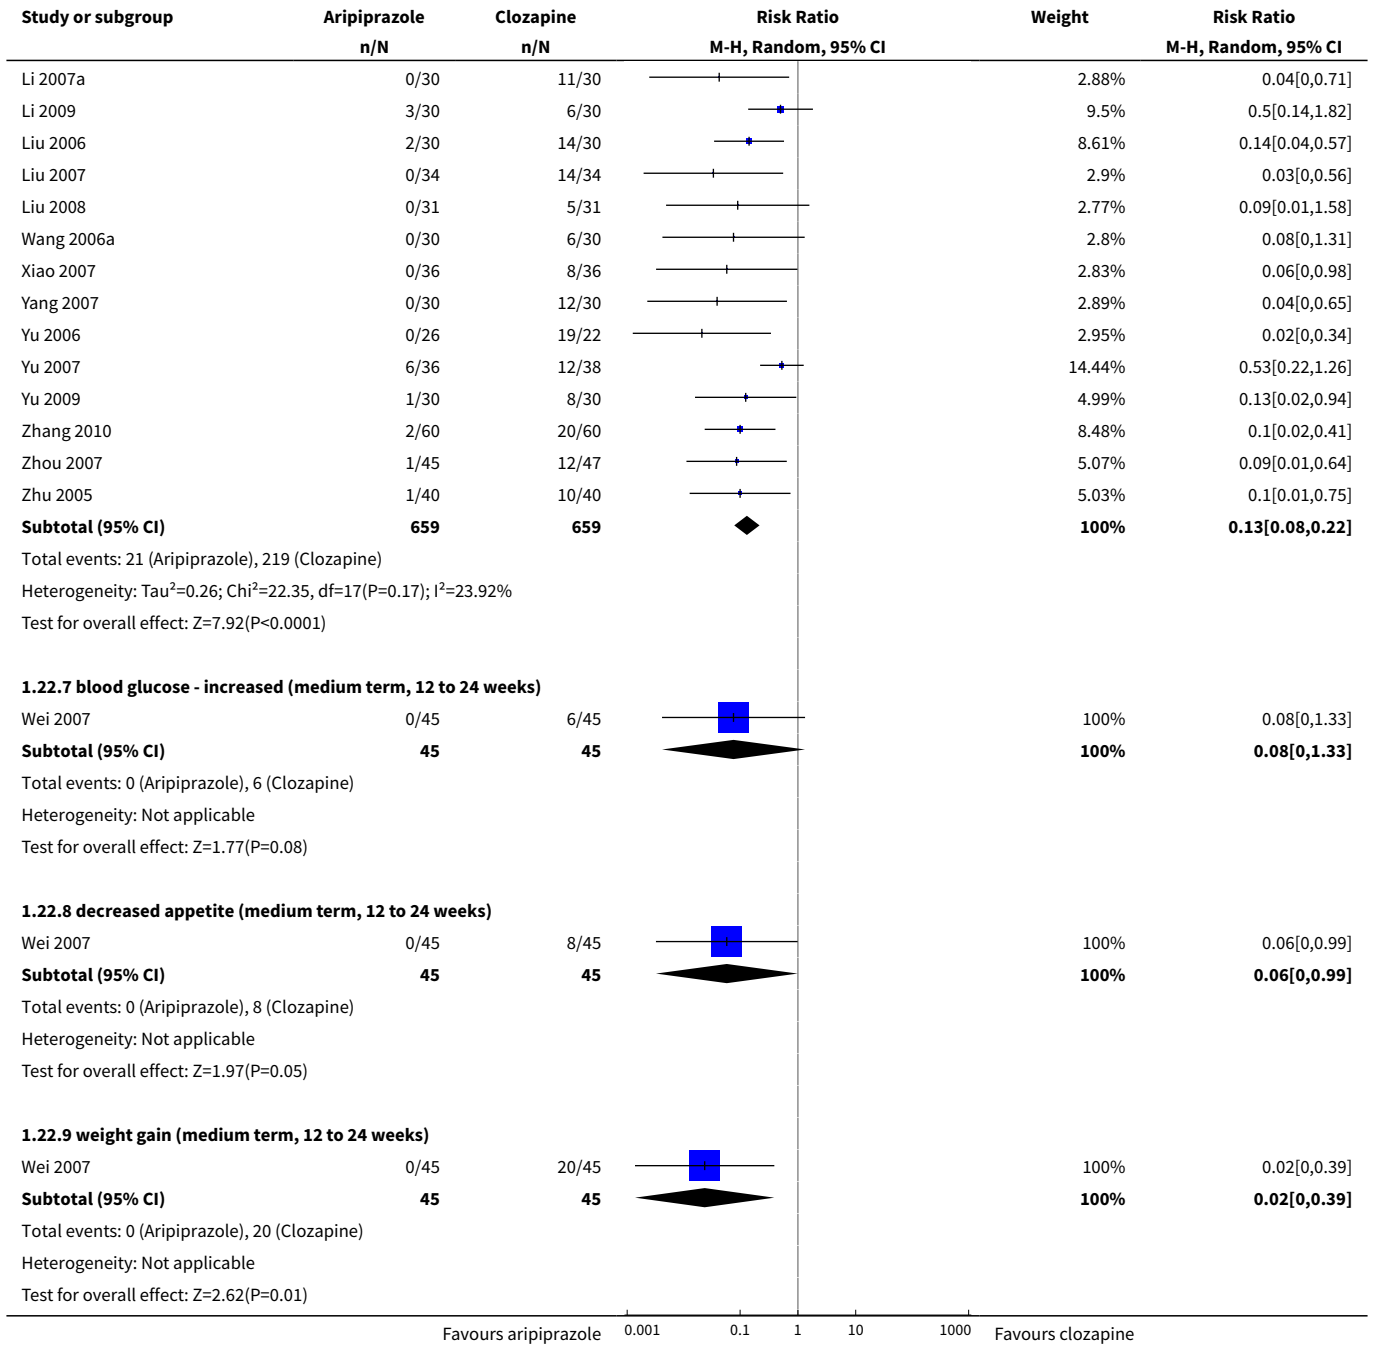 Study or subgroup Aripiprazole Clozapine Risk Ratio Weight Risk Ratio
n/N n/N M-H, Random, 95% CI M-H, Random, 95% CI
Li 2007a 0/30 11/30 2.88% 0.04[0,0.71]
Li 2009 3/30 6/30 9.5% 0.5[0.14,1.82]
Liu 2006 2/30 14/30 8.61% 0.14[0.04,0.57]
Liu 2007 0/34 14/34 2.9% 0.03[0,0.56]
Liu 2008 0/31 5/31 2.77% 0.09[0.01,1.58]
Wang 2006a 0/30 6/30 2.8% 0.08[0,1.31]
Xiao 2007 0/36 8/36 2.83% 0.06[0,0.98]
Yang 2007 0/30 12/30 2.89% 0.04[0,0.65]
Yu 2006 0/26 19/22 2.95% 0.02[0,0.34]
Yu 2007 6/36 12/38 14.44% 0.53[0.22,1.26]
Yu 2009 1/30 8/30 4.99% 0.13[0.02,0.94]
Zhang 2010 2/60 20/60 8.48% 0.1[0.02,0.41]
Zhou 2007 1/45 12/47 5.07% 0.09[0.01,0.64]
Zhu 2005 1/40 10/40 5.03% 0.1[0.01,0.75]
Subtotal (95% CI) 659 659 100% 0.13[0.08,0.22]
Total events: 21 (Aripiprazole), 219 (Clozapine)
Heterogeneity: Tau²=0.26; Chi²=22.35, df=17(P=0.17); I²=23.92%
Test for overall effect: Z=7.92(P<0.0001)
1.22.7 blood glucose - increased (medium term, 12 to 24 weeks)
Wei 2007 0/45 6/45 100% 0.08[0,1.33]
Subtotal (95% CI) 45 45 100% 0.08[0,1.33]
Total events: 0 (Aripiprazole), 6 (Clozapine)
Heterogeneity: Not applicable
Test for overall effect: Z=1.77(P=0.08)
1.22.8 decreased appetite (medium term, 12 to 24 weeks)
Wei 2007 0/45 8/45 100% 0.06[0,0.99]
Subtotal (95% CI) 45 45 100% 0.06[0,0.99]
Total events: 0 (Aripiprazole), 8 (Clozapine)
Heterogeneity: Not applicable
Test for overall effect: Z=1.97(P=0.05)
1.22.9 weight gain (medium term, 12 to 24 weeks)
Wei 2007 0/45 20/45 100% 0.02[0,0.39]
Subtotal (95% CI) 45 45 100% 0.02[0,0.39]
Total events: 0 (Aripiprazole), 20 (Clozapine)
Heterogeneity: Not applicable
Test for overall effect: Z=2.62(P=0.01)
Favours aripiprazole 0.001 0.1 1 10 1000 Favours clozapine